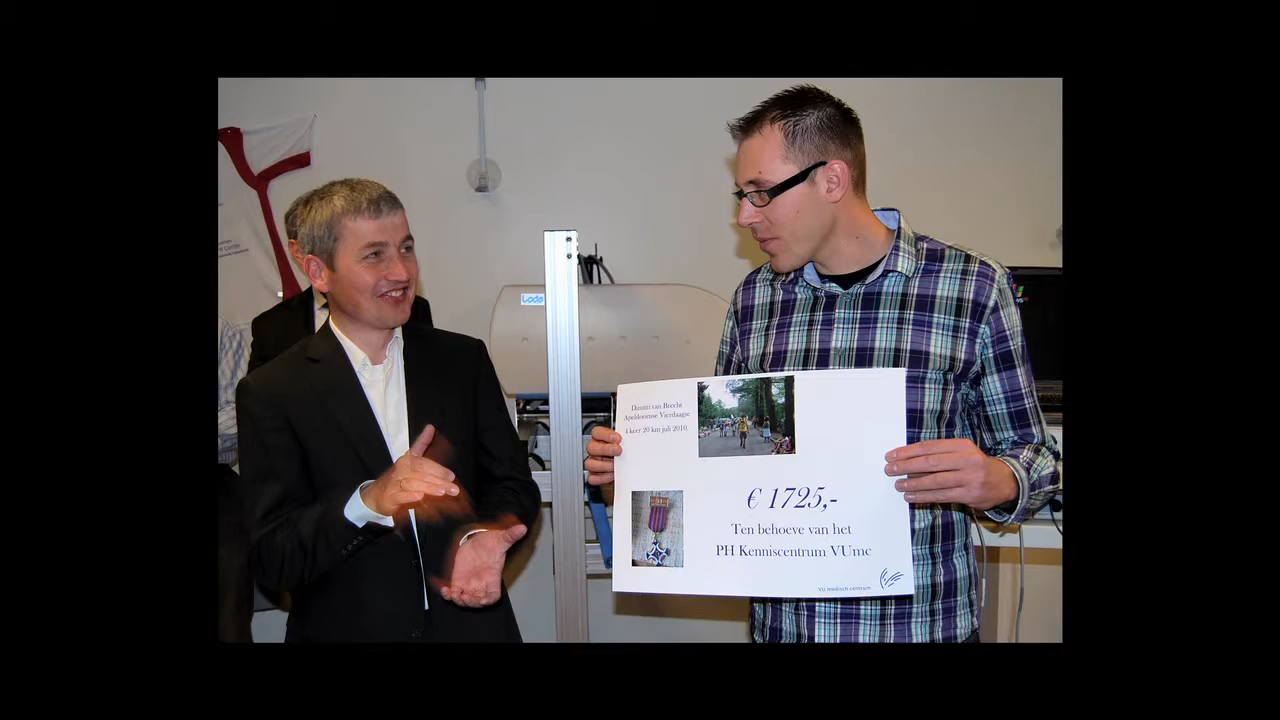 Lode
Dimitri van Brecht
Apeldoornse Vierdaagse
4 keer 20 km juli 2010.
€ 1725,-
Ten behoeve van het
PH Kenniscentrum VUmc
VU medisch centrum